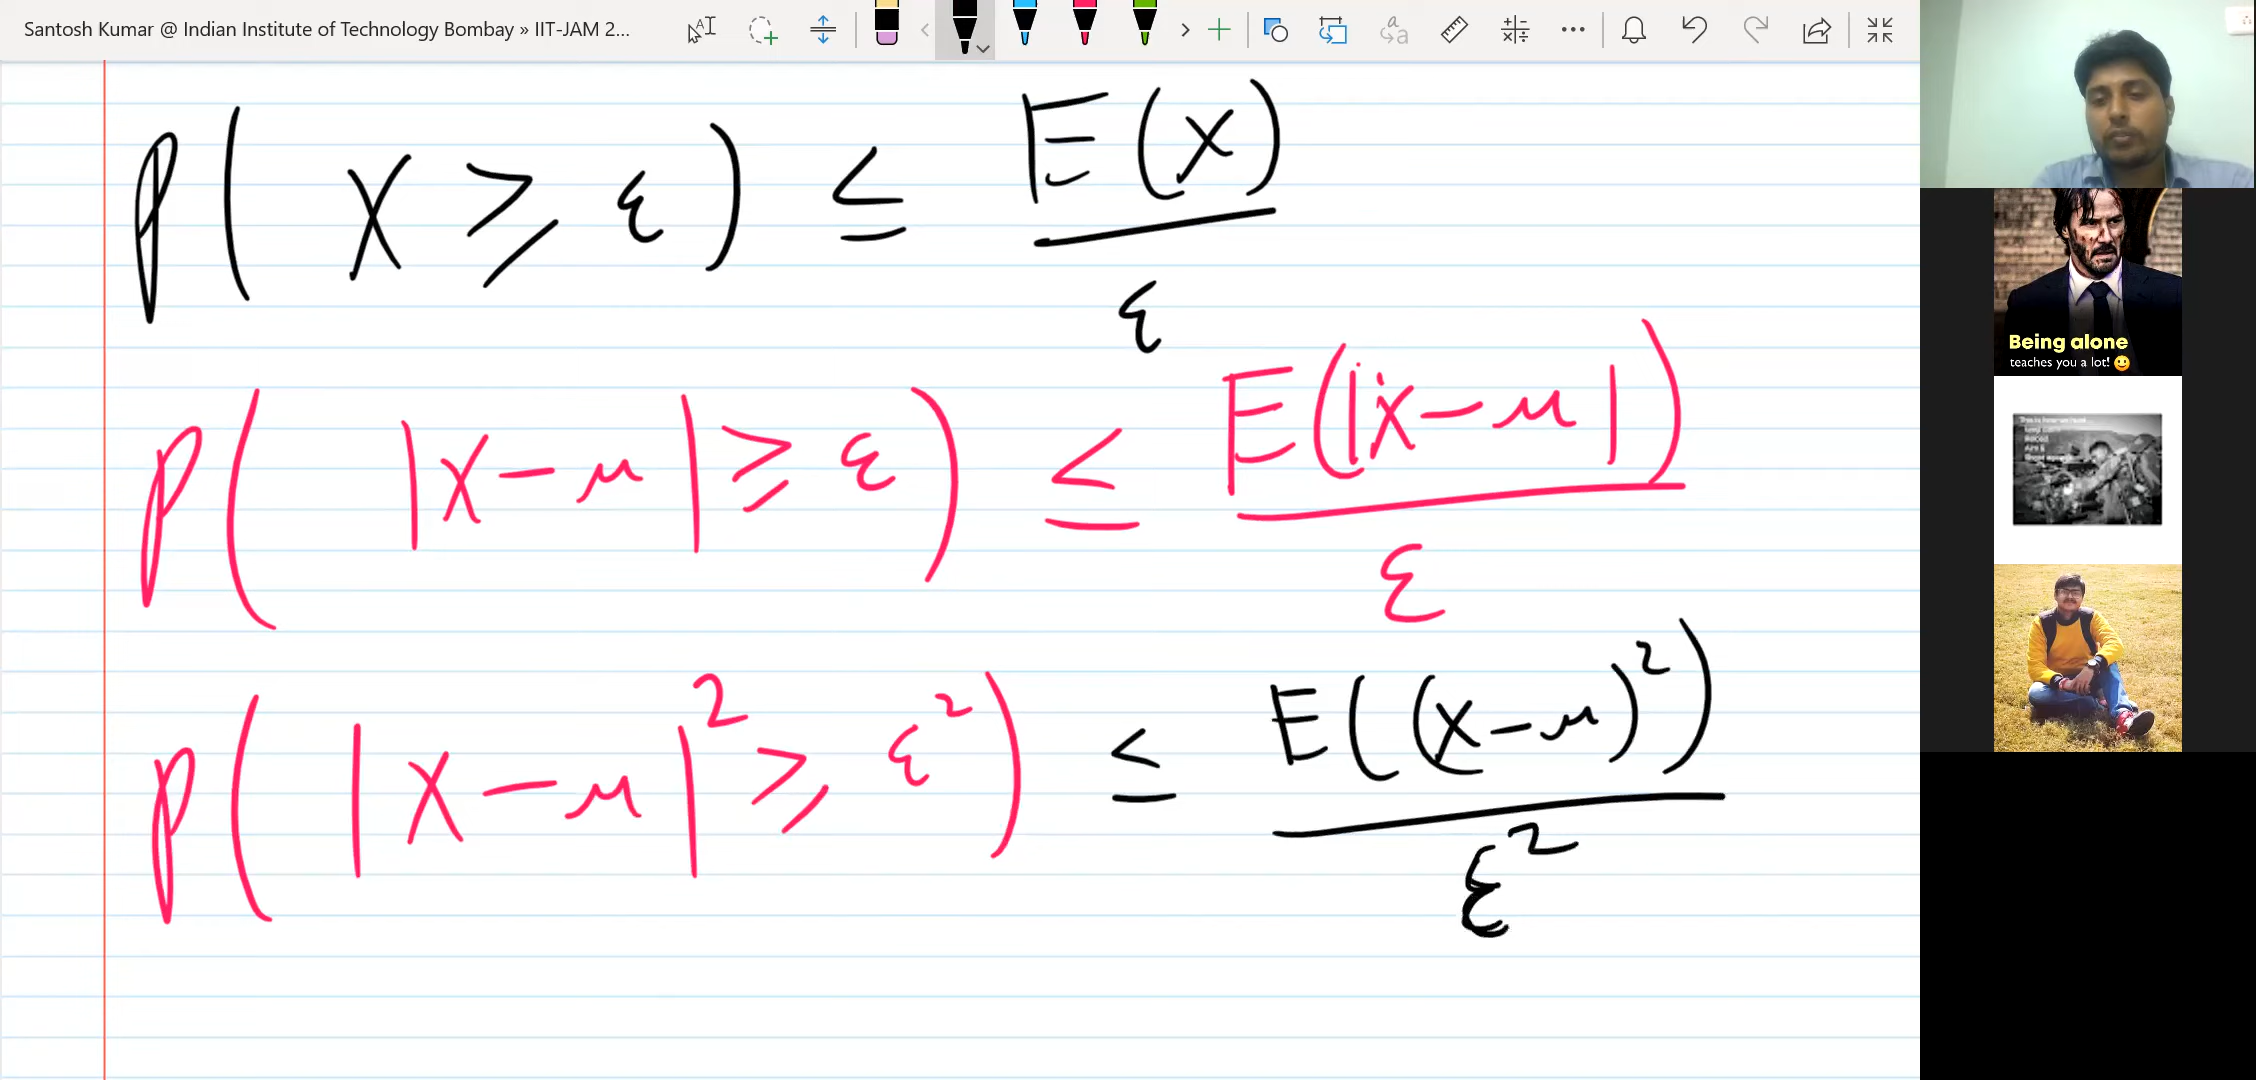 Santosh Kumar @ Indian Institute of Technology Bombay » IIT-JAM 2...
P( X ≥ ε ) ≤ E(X) / ε
P( |X-μ| ≥ ε ) ≤ E(|X-μ|) / ε
P( |X-μ|² ≥ ε² ) ≤ E((X-μ)²) / ε²
Being alone
teaches you a lot! 🙂